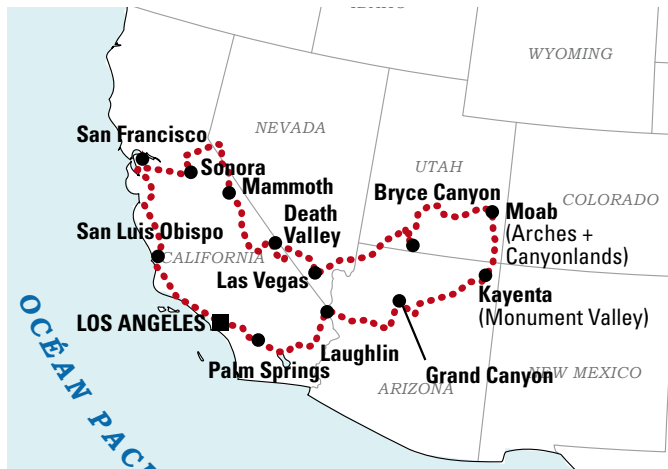 IDAHO
WYOMING
NEVADA
San Francisco
Sonora
UTAH
Mammoth
Bryce Canyon
COLORADO
Death
Valley
Moab
(Arches +
Canyonlands)
San Luis Obispo
CALIFORNIA
Las Vegas
Kayenta
(Monument Valley)
LOS ANGELES
Palm Springs
Laughlin
Grand Canyon
ARIZONA
NEW MEXICO
OCÉAN PACI